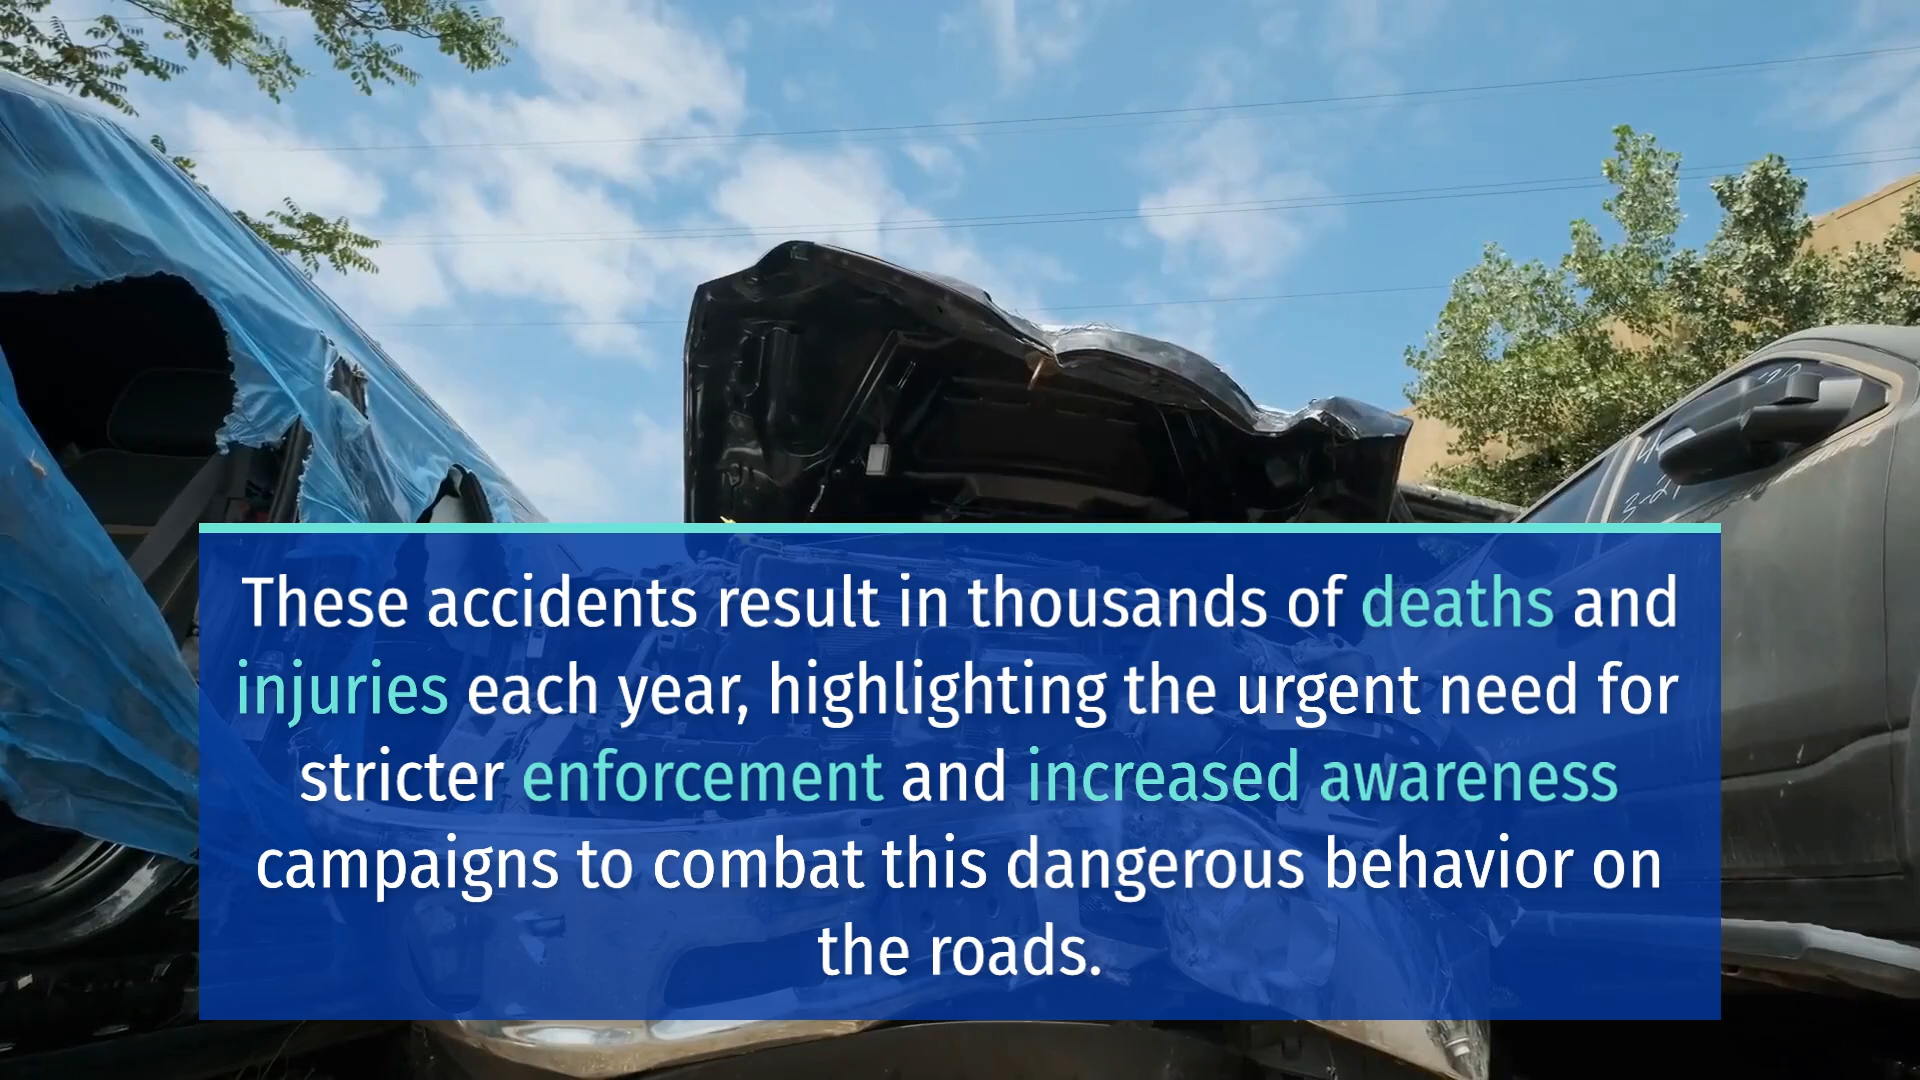 These accidents result in thousands of deaths and
injuries each year, highlighting the urgent need for
stricter enforcement and increased awareness
campaigns to combat this dangerous behavior on
the roads.